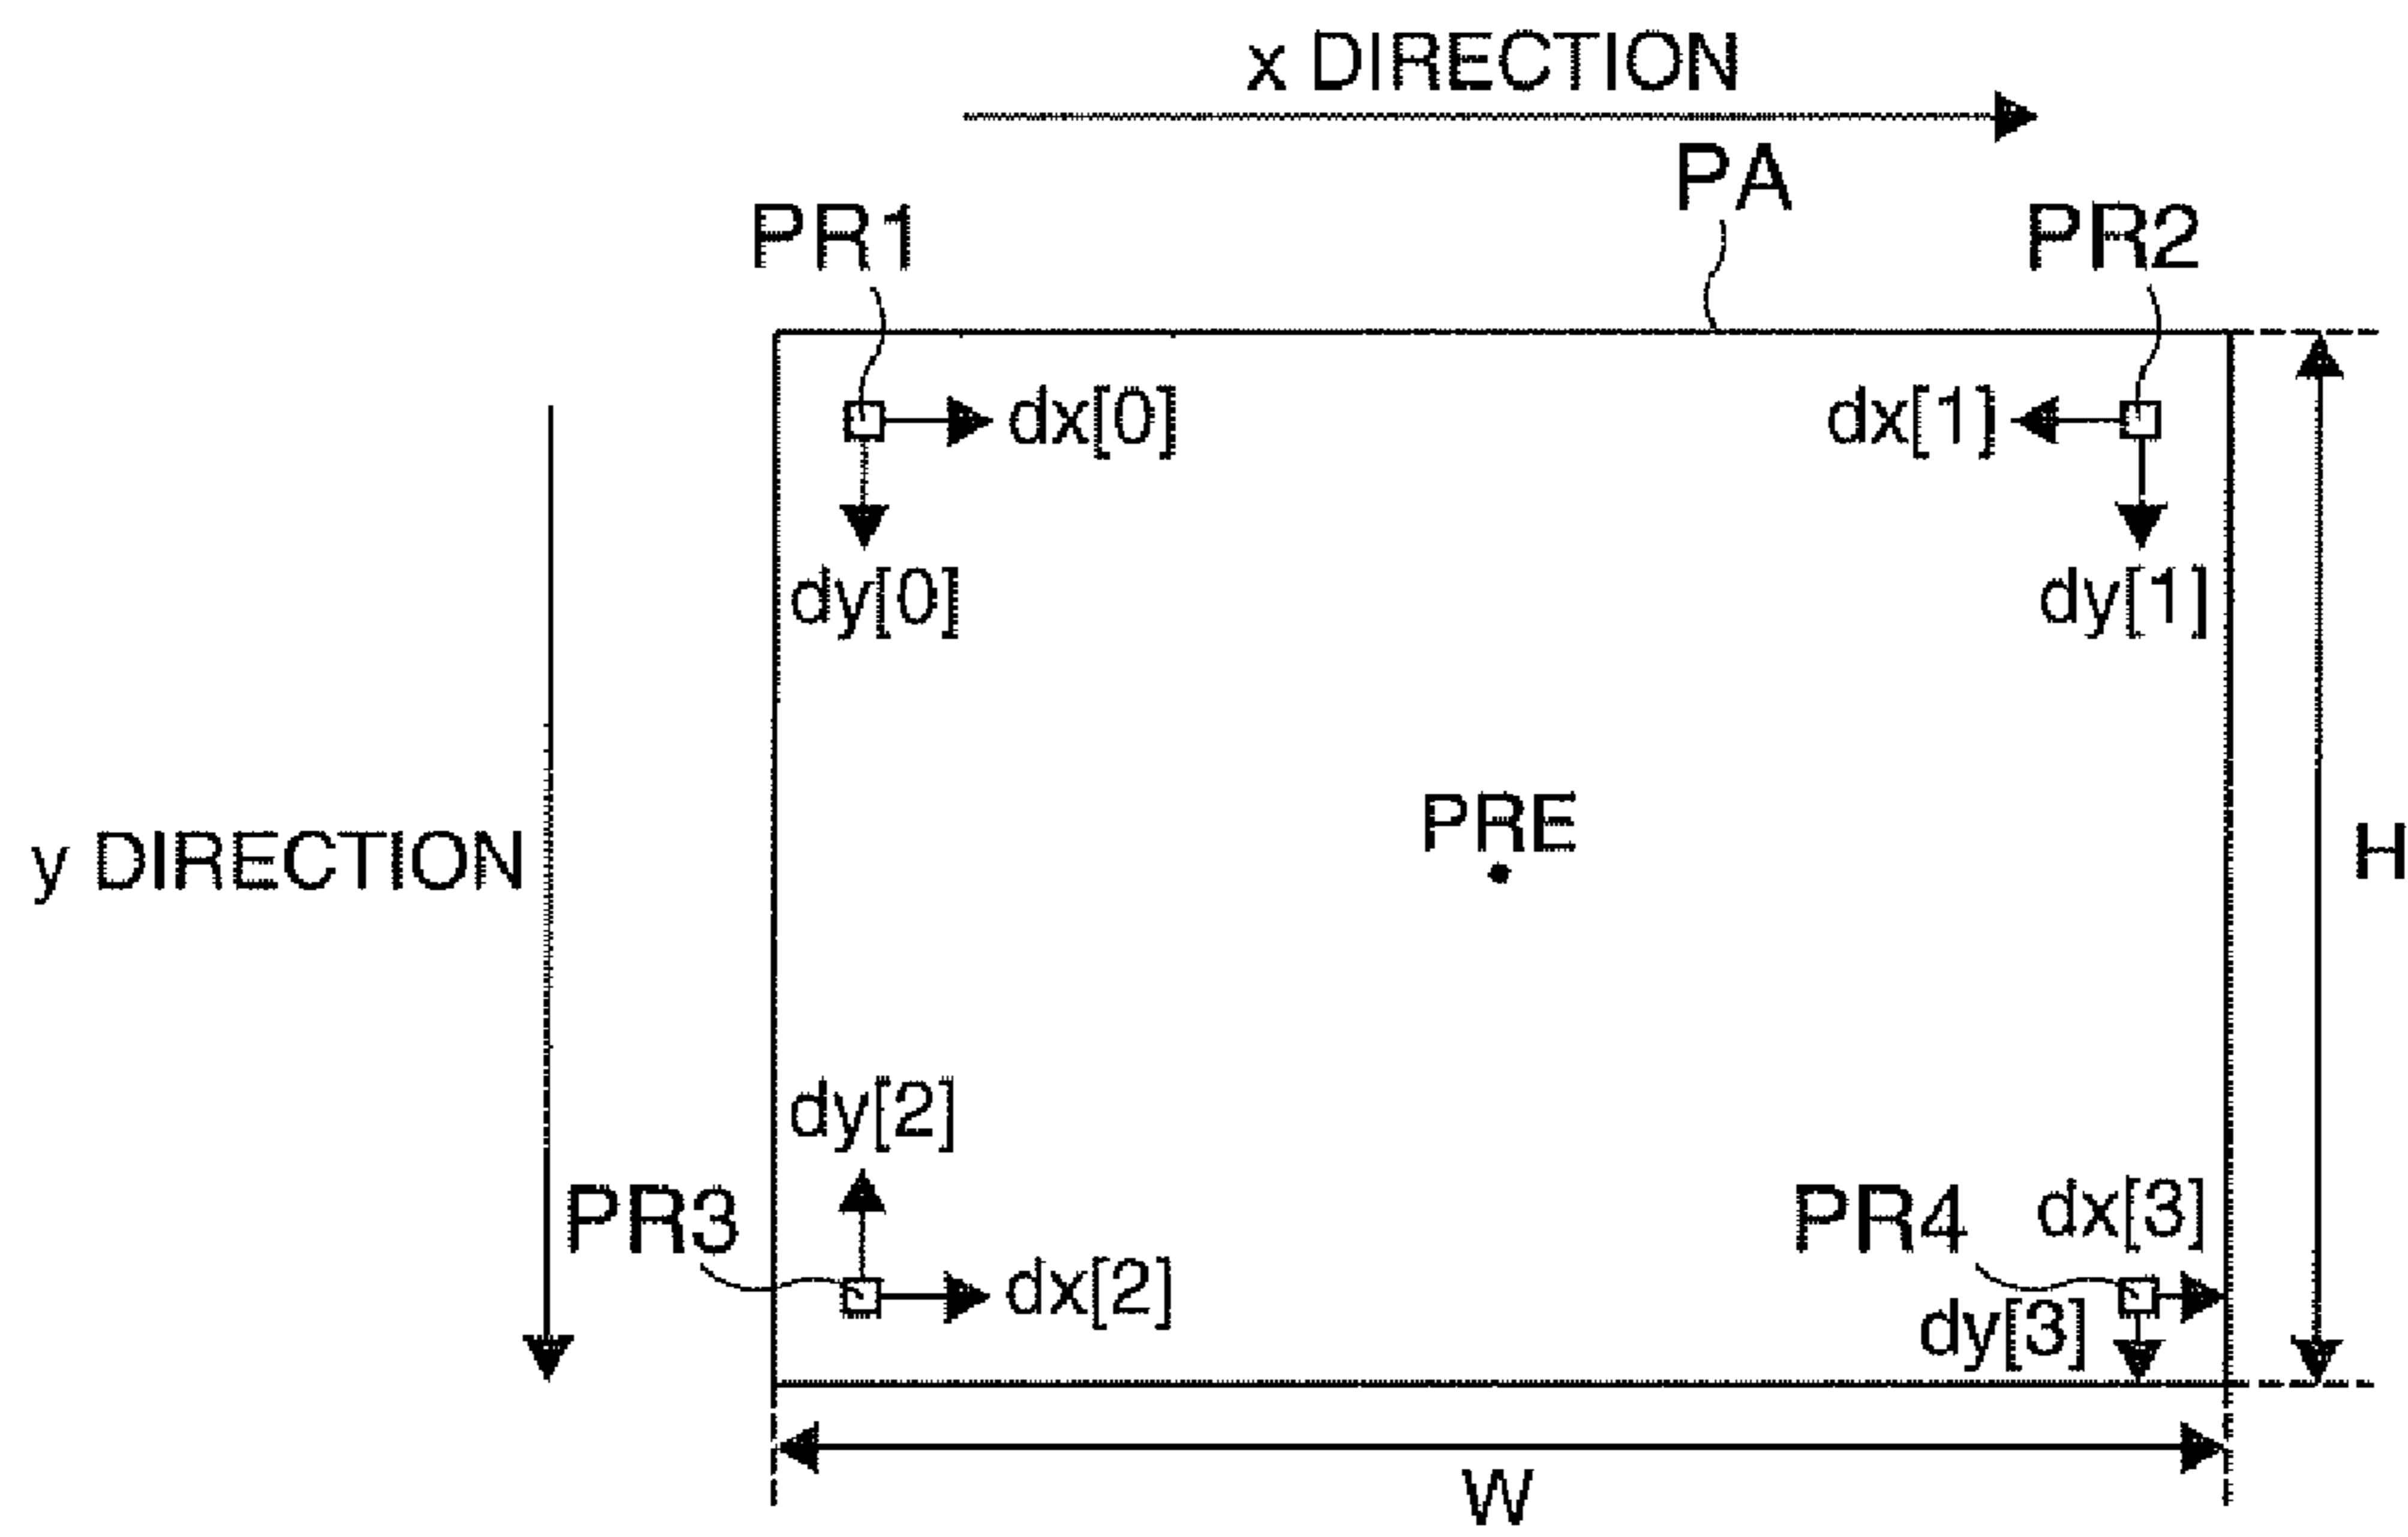 x DIRECTION
PA
PR1
PR2
dx[0]
dx[1]
dy[0]
dy[1]
PRE
y DIRECTION
H
dy[2]
PR3
PR4
dx[3]
dx[2]
dy[3]
W